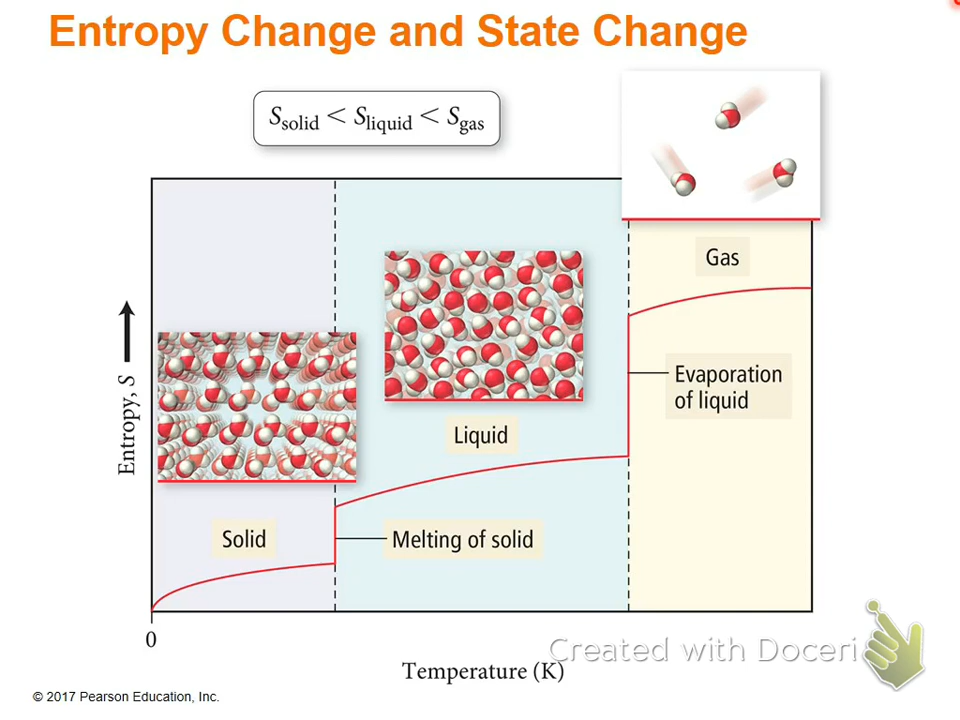 Entropy Change and State Change
Ssolid < Sliquid < Sgas
Gas
Evaporation
of liquid
Entropy, S
Liquid
Solid
Melting of solid
0
Created with Doceri
Temperature (K)
© 2017 Pearson Education, Inc.